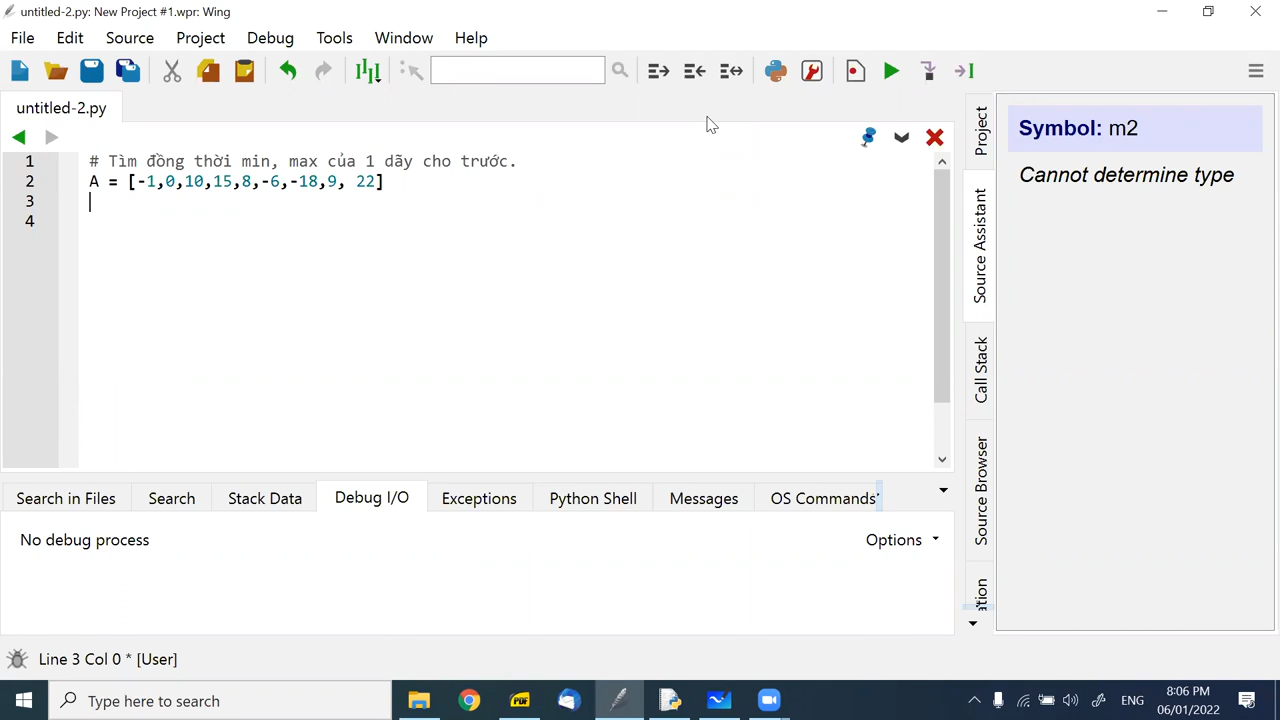 untitled-2.py: New Project #1.wpr: Wing
File Edit Source Project Debug Tools Window Help
untitled-2.py
1 # Tìm đồng thời min, max của 1 dãy cho trước.
2 A = [-1,0,10,15,8,-6,-18,9, 22]
3
4
Project
Source Assistant
Call Stack
Source Browser
Symbol: m2
Cannot determine type
Search in Files Search Stack Data Debug I/O Exceptions Python Shell Messages OS Commands
No debug process
Options
Line 3 Col 0 * [User]
Type here to search
PDF
ENG
8:06 PM
06/01/2022